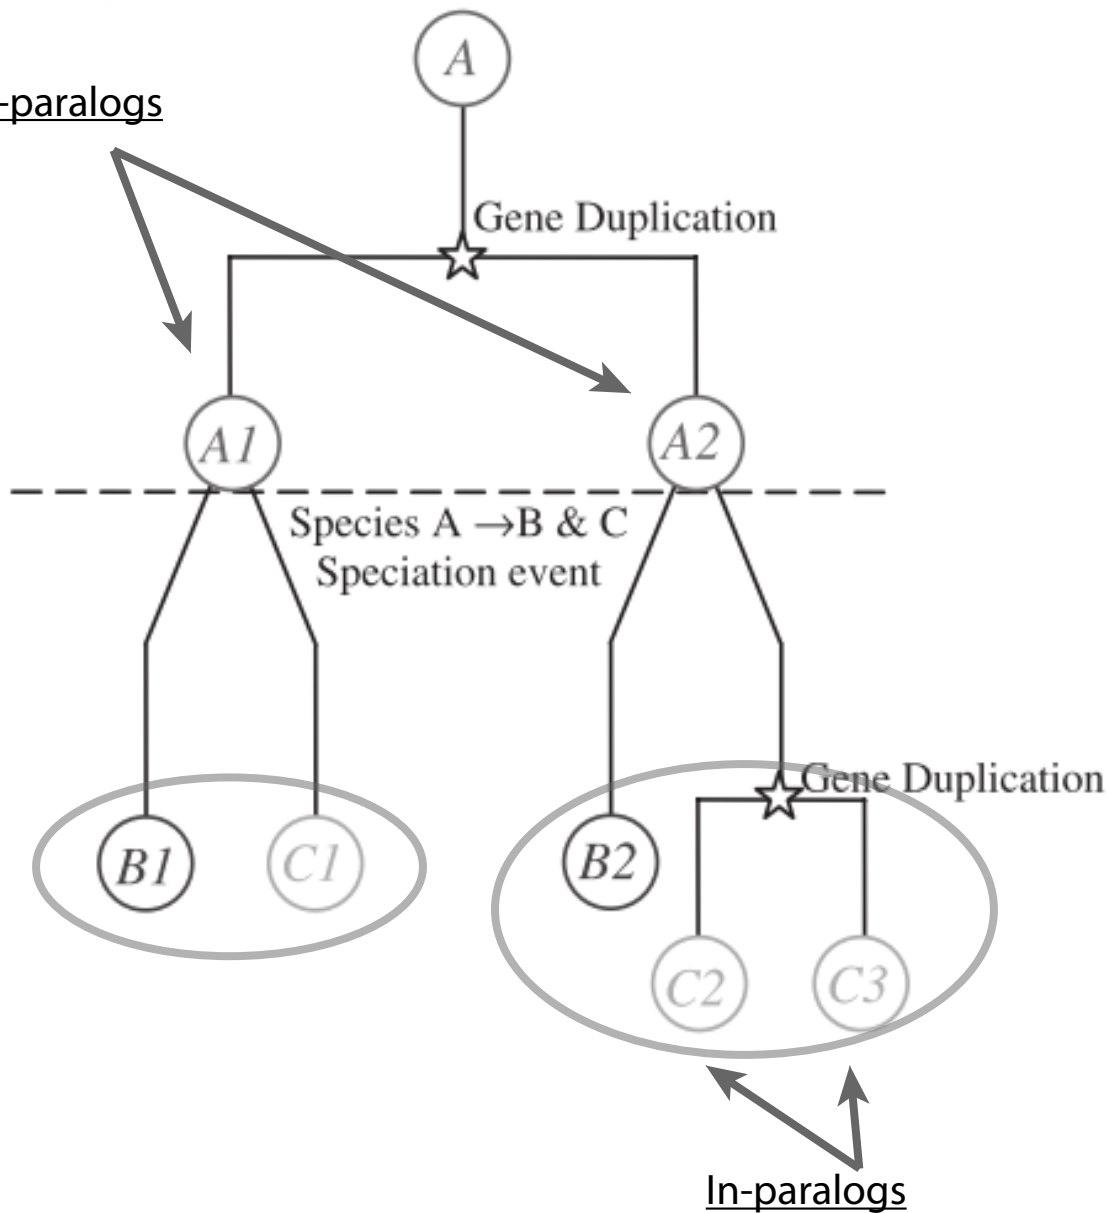 A
-paralogs
Gene Duplication
A1
A2
Species A →B & C
Speciation event
Gene Duplication
B1
C1
B2
C2
C3
In-paralogs